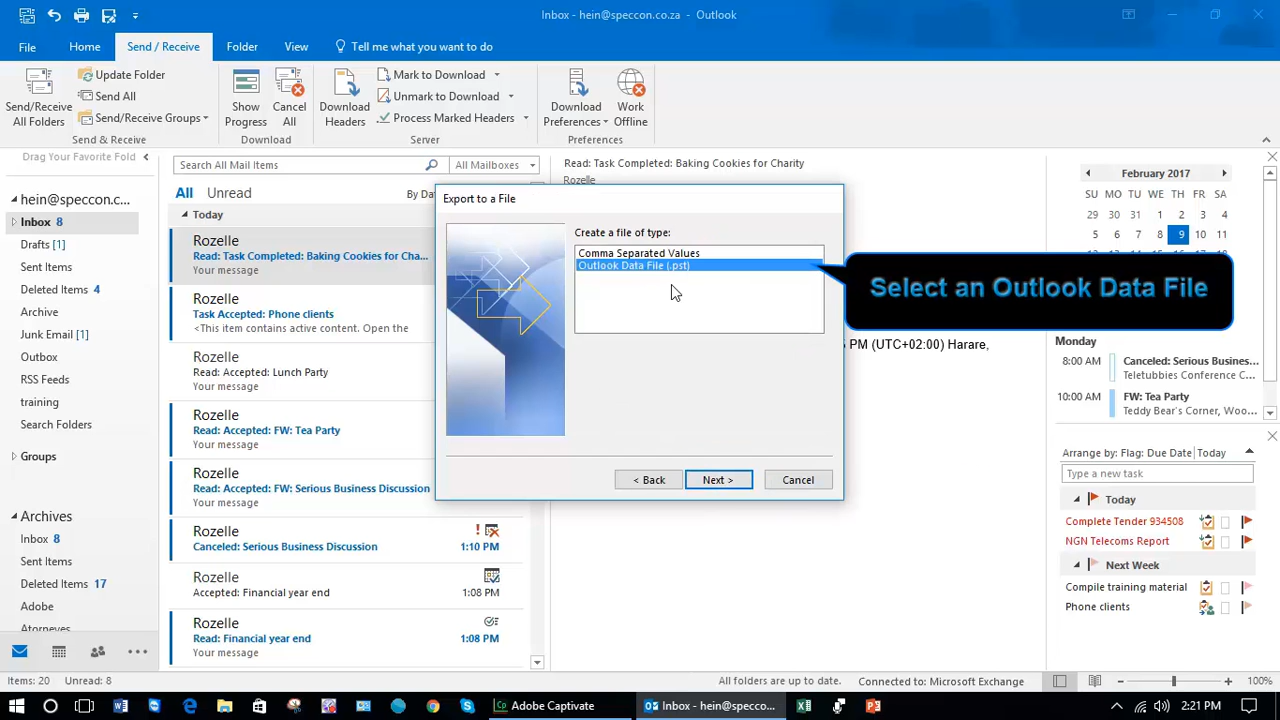 Inbox - hein@speccon.co.za - Outlook
File
Home
Send / Receive
Folder
View
Tell me what you want to do
Send/Receive
All Folders
Update Folder
Send All
Send/Receive Groups
Send & Receive
Show
Progress
Cancel
All
Download
Download
Headers
Mark to Download
Unmark to Download
Process Marked Headers
Server
Download
Preferences
Work
Offline
Preferences
Drag Your Favorite Fold
hein@speccon.co.z...
Inbox 8
Drafts [1]
Sent Items
Deleted Items 4
Archive
Junk Email [1]
Outbox
RSS Feeds
training
Search Folders
Groups
Archives
Inbox 8
Sent Items
Deleted Items 17
Adobe
Atorneys
Search All Mail Items
All Mailboxes
All
Unread
By Da
Today
Rozelle
Read: Task Completed: Baking Cookies for Cha...
Your message
Rozelle
Task Accepted: Phone clients
<This item contains active content. Open the
Rozelle
Read: Accepted: Lunch Party
Your message
Rozelle
Read: Accepted: FW: Tea Party
Your message
Rozelle
Read: Accepted: FW: Serious Business Discussion
Your message
Rozelle
Canceled: Serious Business Discussion
1:10 PM
Rozelle
Accepted: Financial year end
1:08 PM
Rozelle
Read: Financial year end
1:08 PM
Your message
Read: Task Completed: Baking Cookies for Charity
Rozelle
PM (UTC+02:00) Harare,
Export to a File
Create a file of type:
Comma Separated Values
Outlook Data File (.pst)
< Back
Next >
Cancel
Select an Outlook Data File
February 2017
SU MO TU WE TH FR SA
29 30 31 1 2 3 4
5 6 7 8 9 10 11
Monday
8:00 AM
Canceled: Serious Busines...
Teletubbies Conference C...
10:00 AM
FW: Tea Party
Teddy Bear's Corner, Woo...
Arrange by: Flag: Due Date
Today
Type a new task
Today
Complete Tender 934508
NGN Telecoms Report
Next Week
Compile training material
Phone clients
Items: 20
Unread: 8
All folders are up to date.
Connected to: Microsoft Exchange
100%
Adobe Captivate
Inbox - hein@specco...
2:21 PM